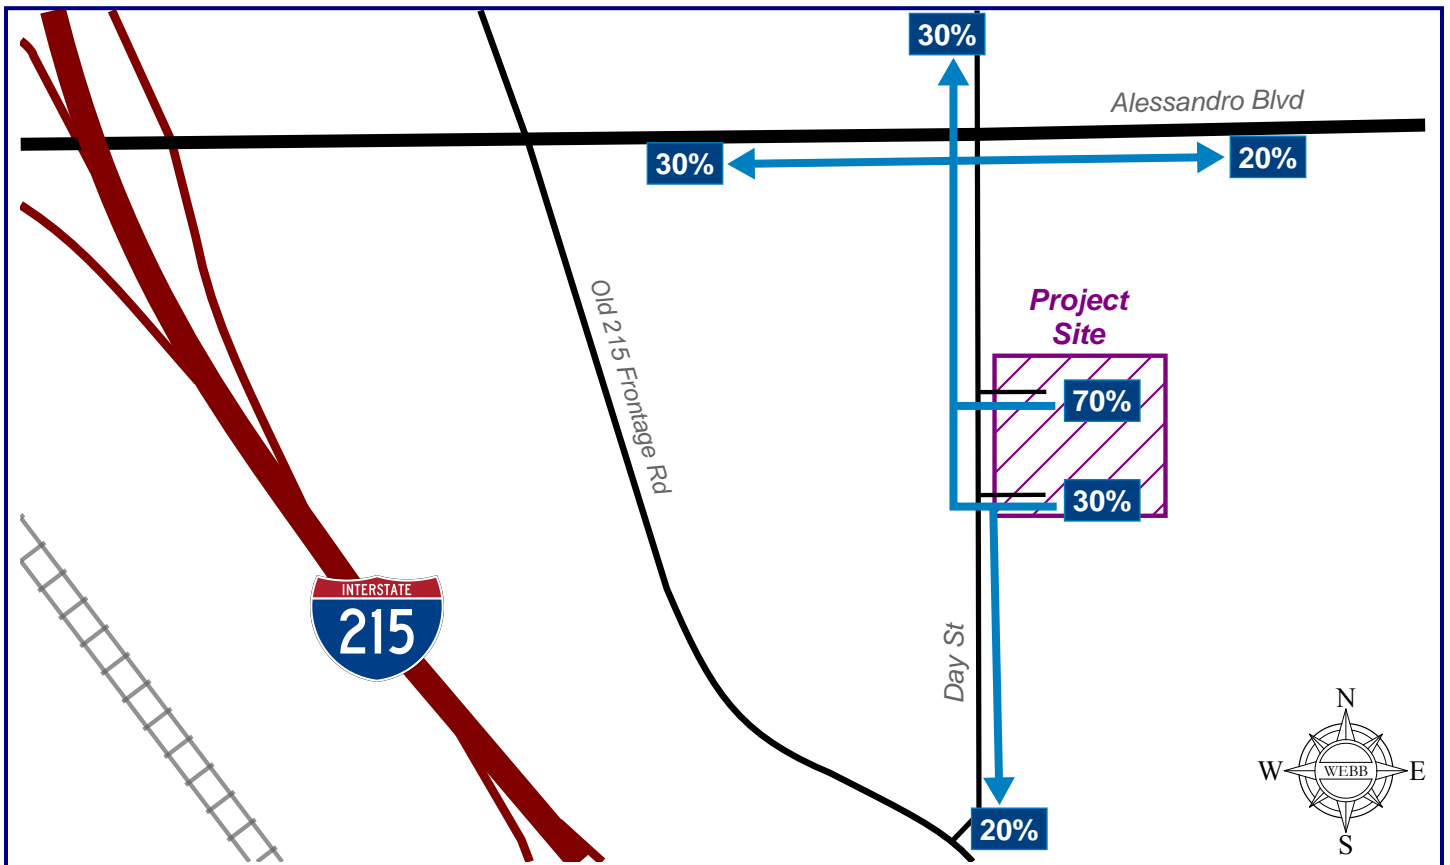 30%
Alessandro Blvd
30%
20%
Old 215 Frontage Rd
Project
Site
70%
30%
INTERSTATE
215
Day St
20%
N
W
WEBB
E
S